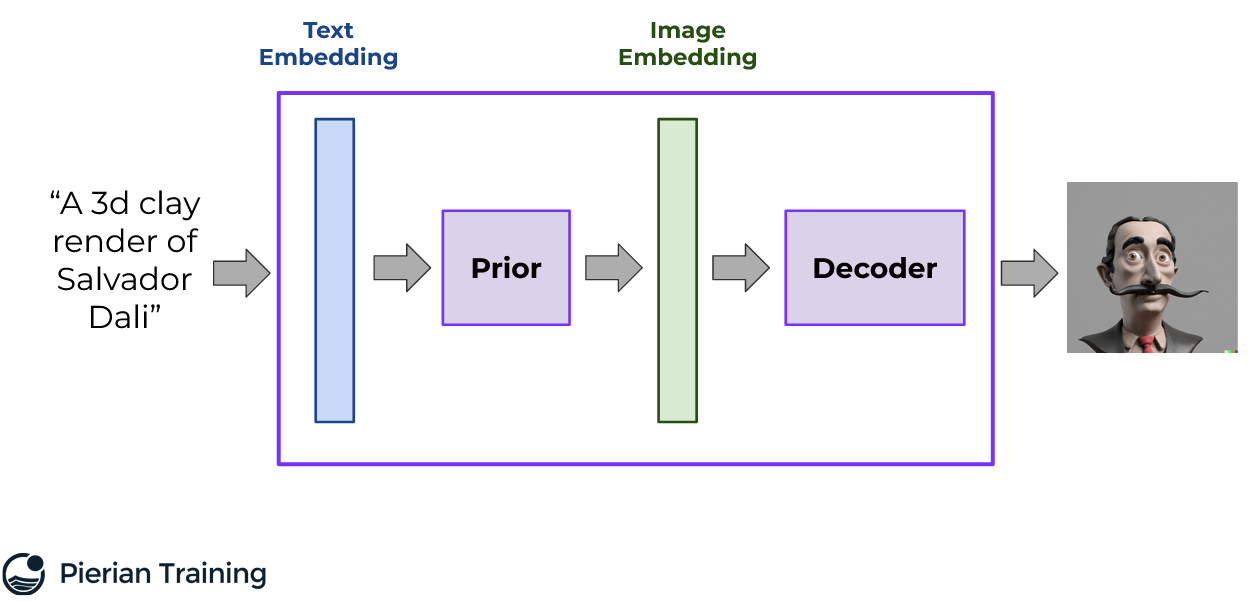 Text
Embedding
Image
Embedding
“A 3d clay
render of
Salvador
Dali”
Prior
Decoder
Pierian Training